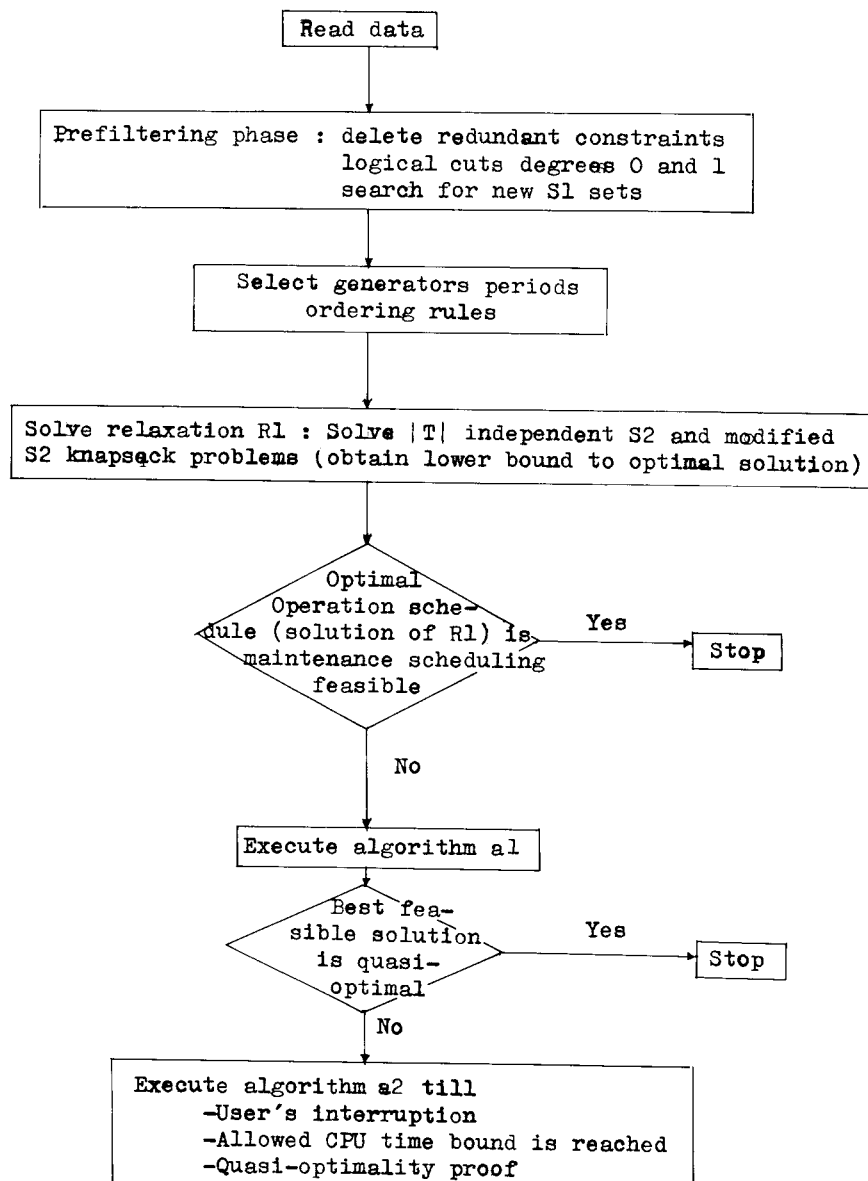 Read data
Prefiltering phase : delete redundant constraints
logical cuts degrees 0 and 1
search for new S1 sets
Select generators periods
ordering rules
Solve relaxation R1 : Solve |T| independent S2 and modified
S2 knapsack problems (obtain lower bound to optimal solution)
Optimal
Operation sche-
dule (solution of R1) is
maintenance scheduling
feasible
Yes
Stop
No
Execute algorithm a1
Best fea-
sible solution
is quasi-
optimal
Yes
Stop
No
Execute algorithm a2 till
-User's interruption
-Allowed CPU time bound is reached
-Quasi-optimality proof